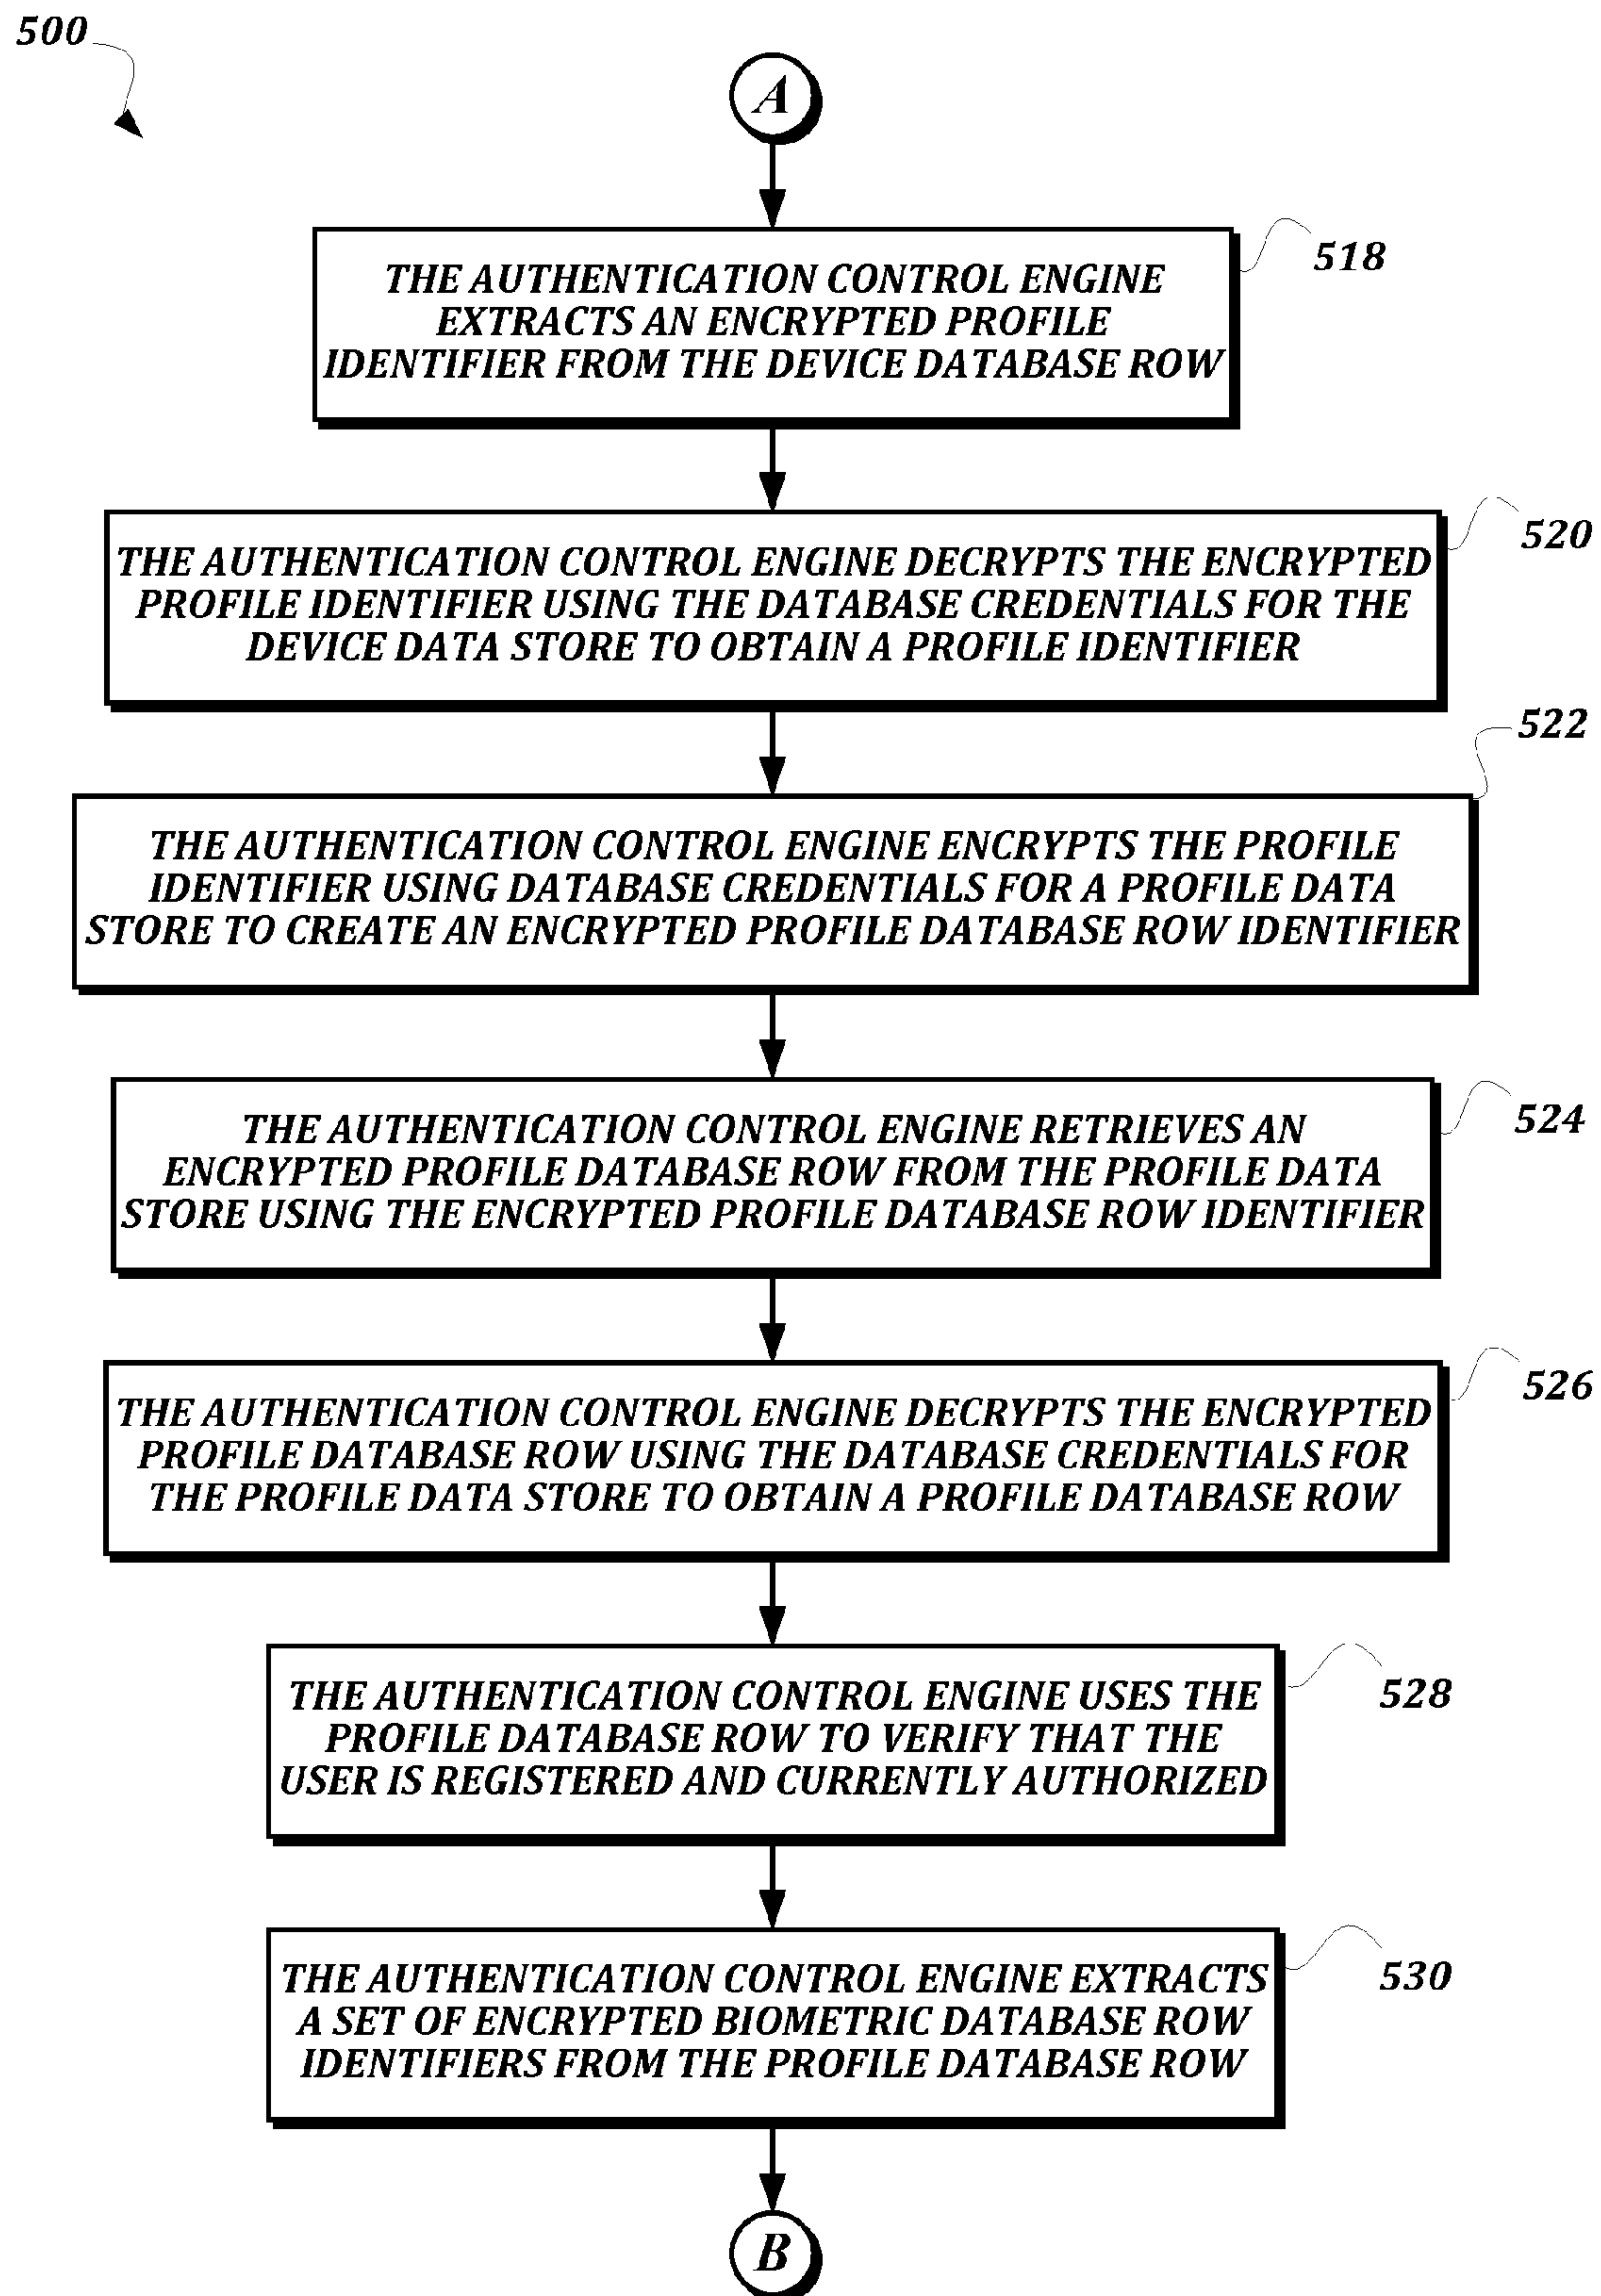 500
A
THE AUTHENTICATION CONTROL ENGINE
EXTRACTS AN ENCRYPTED PROFILE
IDENTIFIER FROM THE DEVICE DATABASE ROW
518
THE AUTHENTICATION CONTROL ENGINE DECRYPTS THE ENCRYPTED
PROFILE IDENTIFIER USING THE DATABASE CREDENTIALS FOR THE
DEVICE DATA STORE TO OBTAIN A PROFILE IDENTIFIER
520
THE AUTHENTICATION CONTROL ENGINE ENCRYPTS THE PROFILE
IDENTIFIER USING DATABASE CREDENTIALS FOR A PROFILE DATA
STORE TO CREATE AN ENCRYPTED PROFILE DATABASE ROW IDENTIFIER
522
THE AUTHENTICATION CONTROL ENGINE RETRIEVES AN
ENCRYPTED PROFILE DATABASE ROW FROM THE PROFILE DATA
STORE USING THE ENCRYPTED PROFILE DATABASE ROW IDENTIFIER
524
THE AUTHENTICATION CONTROL ENGINE DECRYPTS THE ENCRYPTED
PROFILE DATABASE ROW USING THE DATABASE CREDENTIALS FOR
THE PROFILE DATA STORE TO OBTAIN A PROFILE DATABASE ROW
526
THE AUTHENTICATION CONTROL ENGINE USES THE
PROFILE DATABASE ROW TO VERIFY THAT THE
USER IS REGISTERED AND CURRENTLY AUTHORIZED
528
THE AUTHENTICATION CONTROL ENGINE EXTRACTS
A SET OF ENCRYPTED BIOMETRIC DATABASE ROW
IDENTIFIERS FROM THE PROFILE DATABASE ROW
530
B